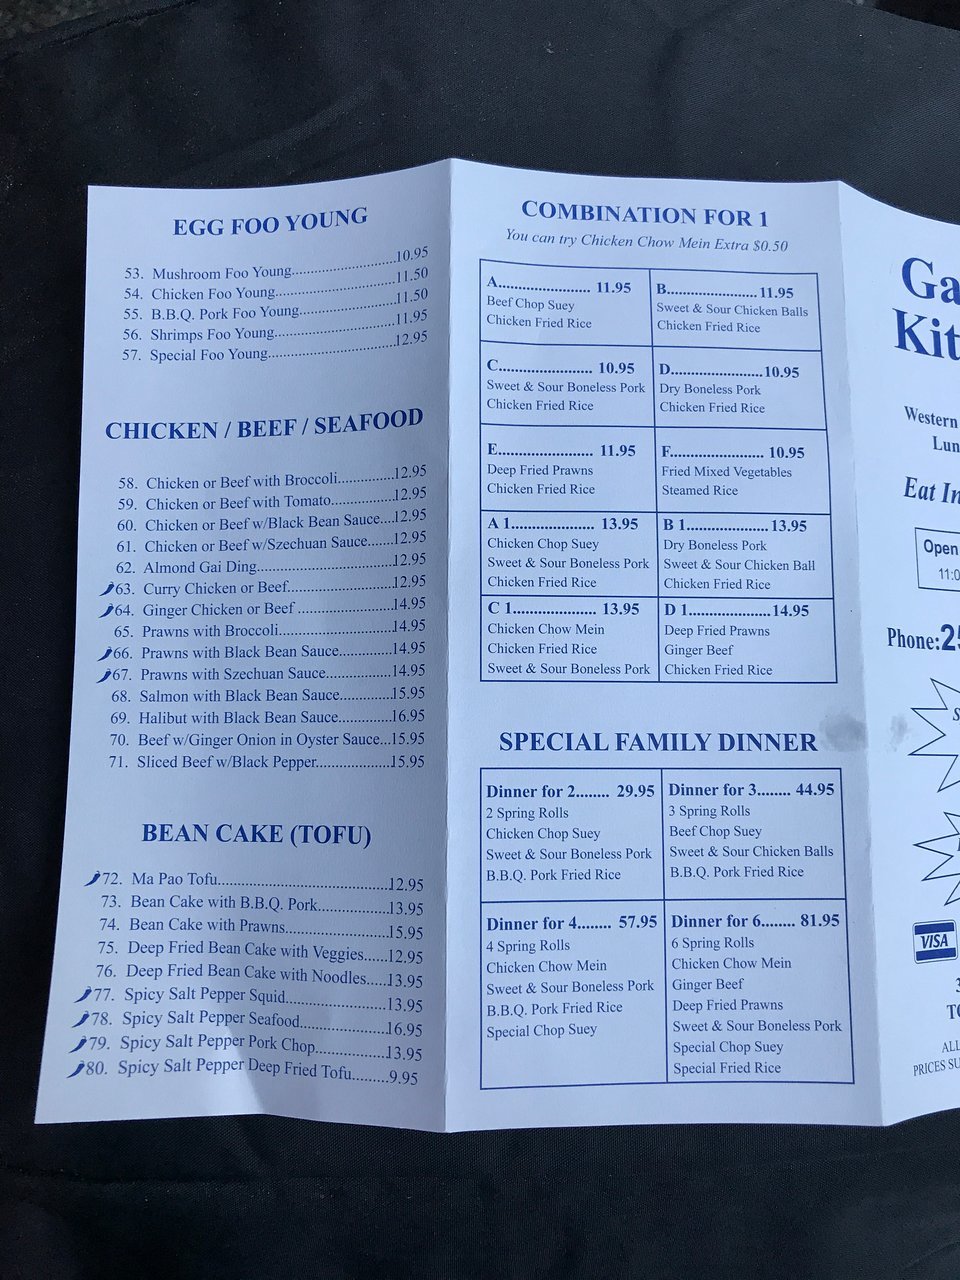 EGG FOO YOUNG
53. Mushroom Foo Young..............................10.95
54. Chicken Foo Young...................................11.50
55. B.B.Q. Pork Foo Young............................11.50
56. Shrimps Foo Young...................................11.95
57. Special Foo Young.....................................12.95
CHICKEN / BEEF / SEAFOOD
58. Chicken or Beef with Broccoli.................12.95
59. Chicken or Beef with Tomato..................12.95
60. Chicken or Beef w/Black Bean Sauce....12.95
61. Chicken or Beef w/Szechuan Sauce.......12.95
62. Almond Gai Ding.......................................12.95
63. Curry Chicken or Beef..............................12.95
64. Ginger Chicken or Beef ...........................14.95
65. Prawns with Broccoli................................14.95
66. Prawns with Black Bean Sauce...............14.95
67. Prawns with Szechuan Sauce..................14.95
68. Salmon with Black Bean Sauce...............15.95
69. Halibut with Black Bean Sauce...............16.95
70. Beef w/Ginger Onion in Oyster Sauce...15.95
71. Sliced Beef w/Black Pepper.....................15.95
BEAN CAKE (TOFU)
72. Ma Pao Tofu................................................12.95
73. Bean Cake with B.B.Q. Pork....................13.95
74. Bean Cake with Prawns............................15.95
75. Deep Fried Bean Cake with Veggies......12.95
76. Deep Fried Bean Cake with Noodles.....13.95
77. Spicy Salt Pepper Squid...........................13.95
78. Spicy Salt Pepper Seafood.......................16.95
79. Spicy Salt Pepper Pork Chop...................13.95
80. Spicy Salt Pepper Deep Fried Tofu.........9.95
COMBINATION FOR 1
You can try Chicken Chow Mein Extra $0.50
A........................ 11.95
Beef Chop Suey
Chicken Fried Rice
B........................11.95
Sweet & Sour Chicken Balls
Chicken Fried Rice
C........................ 10.95
Sweet & Sour Boneless Pork
Chicken Fried Rice
D........................10.95
Dry Boneless Pork
Chicken Fried Rice
E........................ 11.95
Deep Fried Prawns
Chicken Fried Rice
F........................ 10.95
Fried Mixed Vegetables
Steamed Rice
A 1...................... 13.95
Chicken Chop Suey
Sweet & Sour Boneless Pork
Chicken Fried Rice
B 1......................13.95
Dry Boneless Pork
Sweet & Sour Chicken Ball
Chicken Fried Rice
C 1...................... 13.95
Chicken Chow Mein
Chicken Fried Rice
Sweet & Sour Boneless Pork
D 1......................14.95
Deep Fried Prawns
Ginger Beef
Chicken Fried Rice
SPECIAL FAMILY DINNER
Dinner for 2........ 29.95
2 Spring Rolls
Chicken Chop Suey
Sweet & Sour Boneless Pork
B.B.Q. Pork Fried Rice
Dinner for 3........ 44.95
3 Spring Rolls
Beef Chop Suey
Sweet & Sour Chicken Balls
B.B.Q. Pork Fried Rice
Dinner for 4........ 57.95
4 Spring Rolls
Chicken Chow Mein
Sweet & Sour Boneless Pork
B.B.Q. Pork Fried Rice
Special Chop Suey
Dinner for 6........ 81.95
6 Spring Rolls
Chicken Chow Mein
Ginger Beef
Deep Fried Prawns
Sweet & Sour Boneless Pork
Special Chop Suey
Special Fried Rice
Ga
Kit
Western
Lun
Eat In
Open
11:0
Phone:25
VISA
TO
ALL
PRICES SU